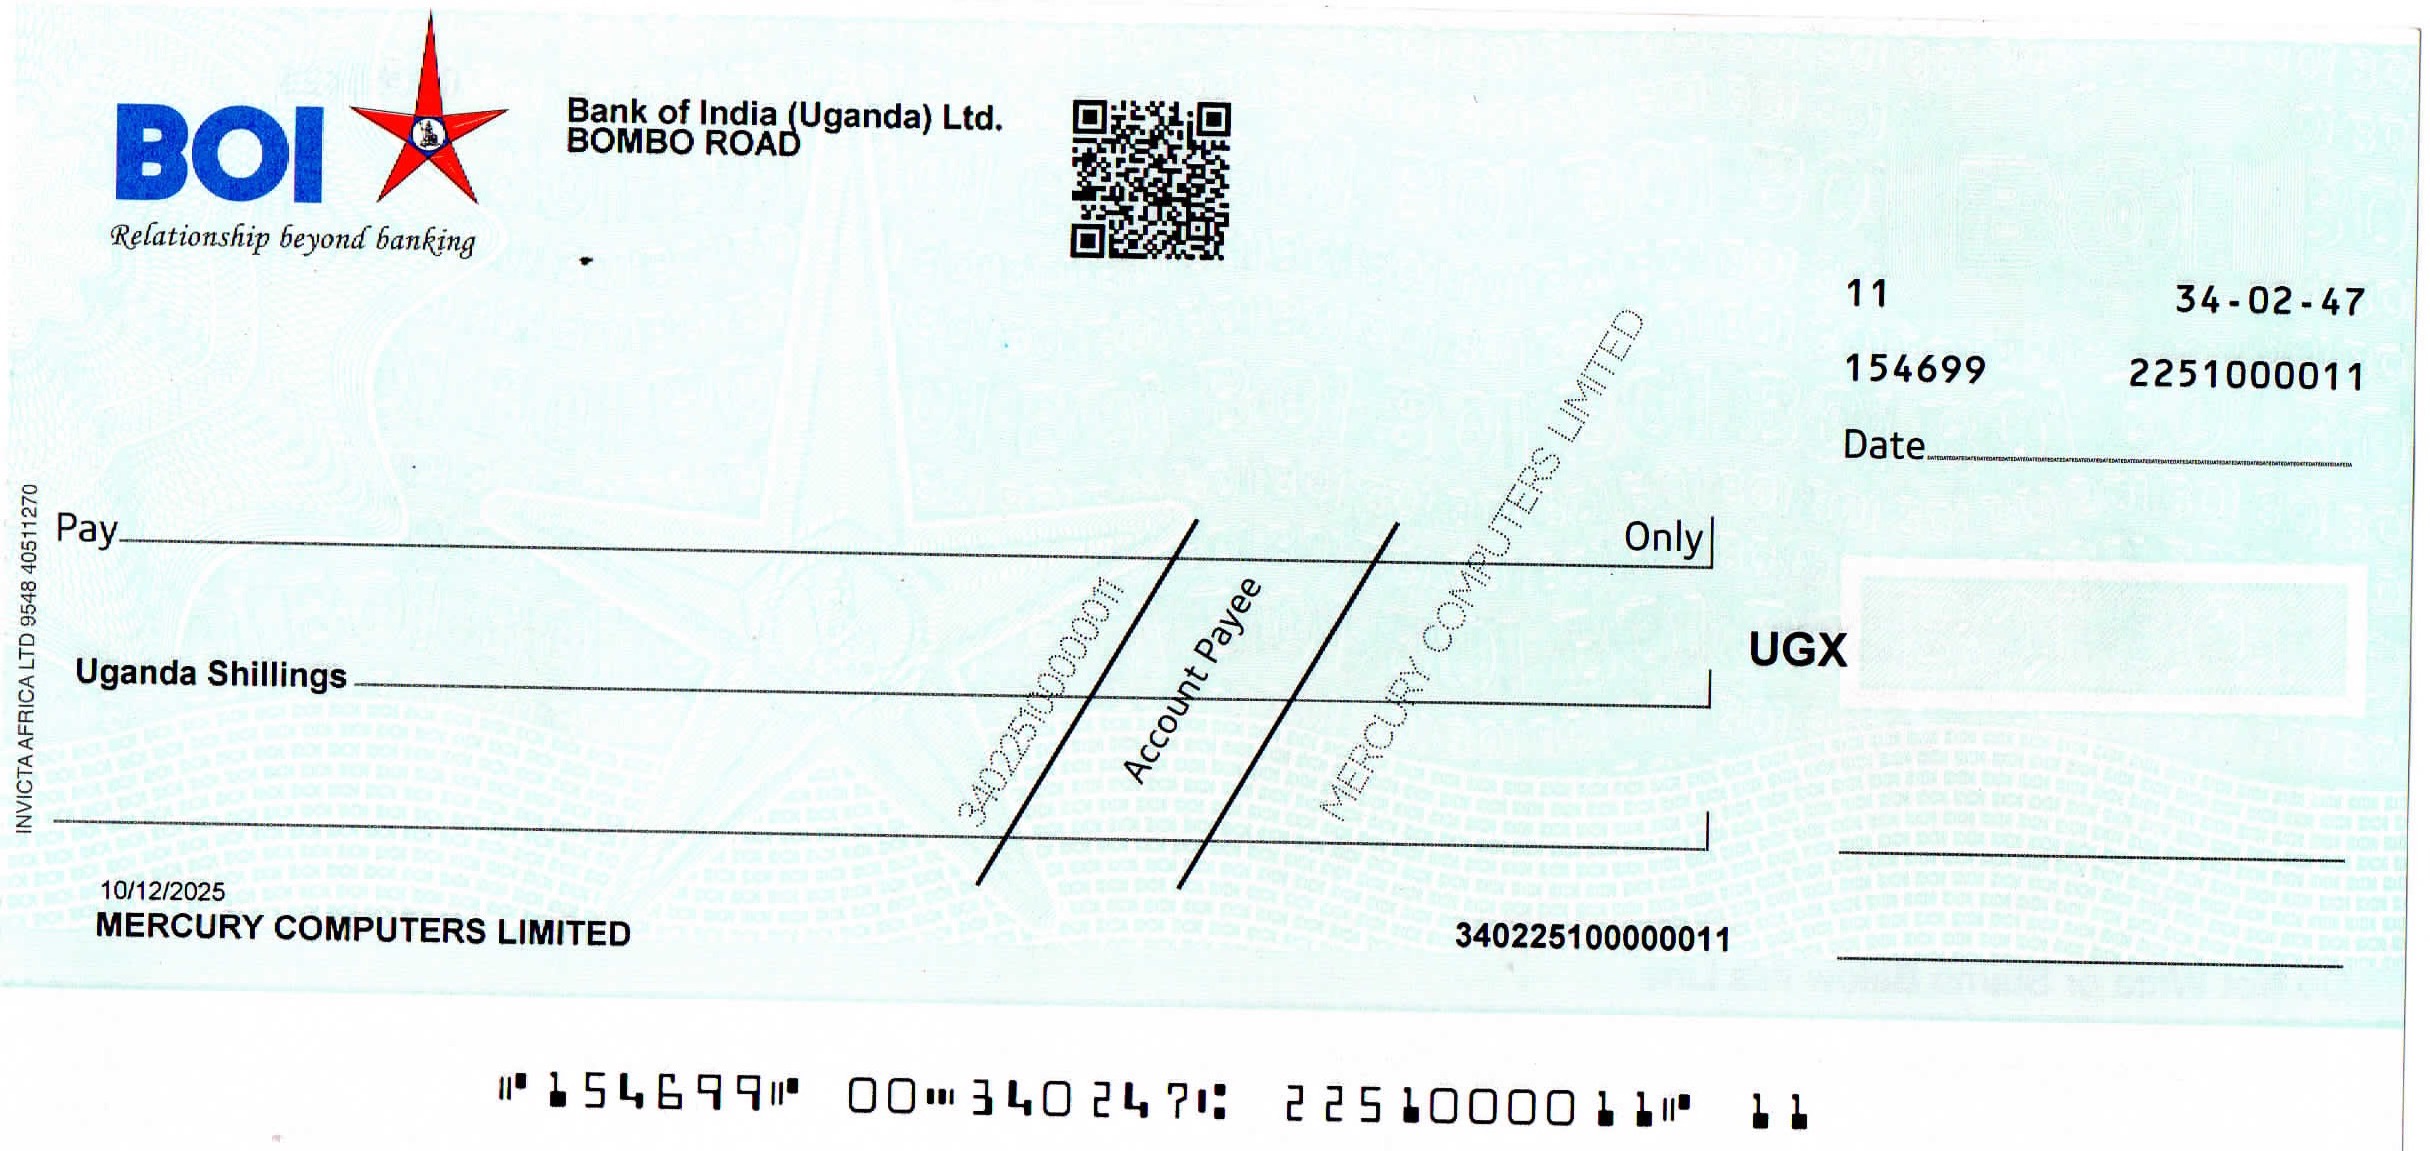 BOI
Relationship beyond banking
Bank of India (Uganda) Ltd.
BOMBO ROAD
11 34-02-47
154699 2251000011
Date
Pay Only
Uganda Shillings
UGX
340225100000011
Account Payee
MERCURY COMPUTERS LIMITED
INVICTA AFRICA LTD 9548 40511270
10/12/2025
MERCURY COMPUTERS LIMITED
340225100000011
⑈154699⑈ 00⑉340247⑆ 2251000011⑈ 11